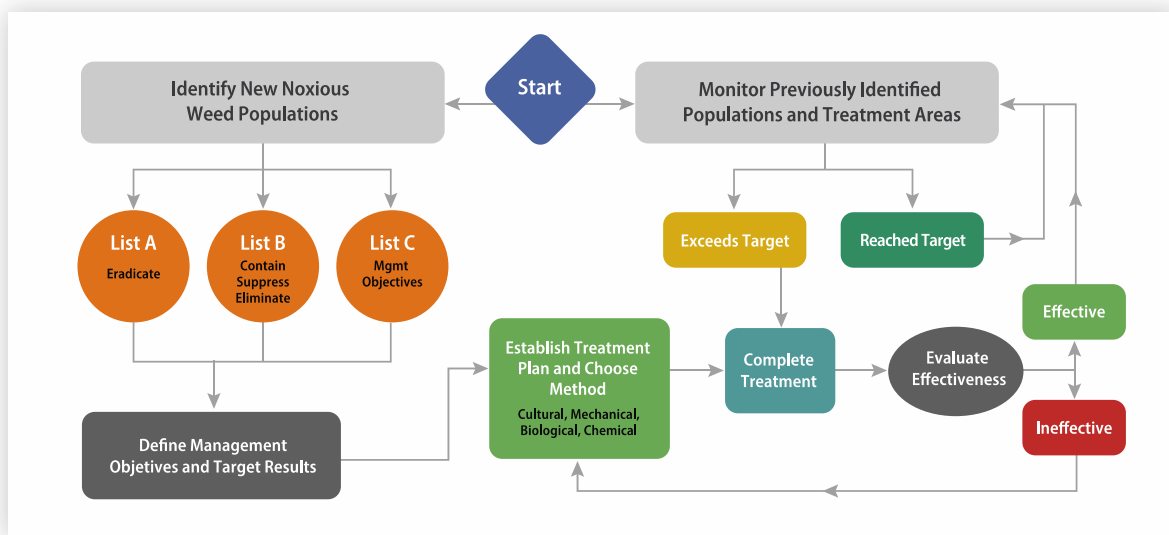 Start
Identify New Noxious
Weed Populations
Monitor Previously Identified
Populations and Treatment Areas
List A
Eradicate
List B
Contain
Suppress
Eliminate
List C
Mgmt
Objectives
Exceeds Target
Reached Target
Define Management
Objetives and Target Results
Establish Treatment
Plan and Choose
Method
Cultural, Mechanical,
Biological, Chemical
Complete
Treatment
Evaluate
Effectiveness
Effective
Ineffective